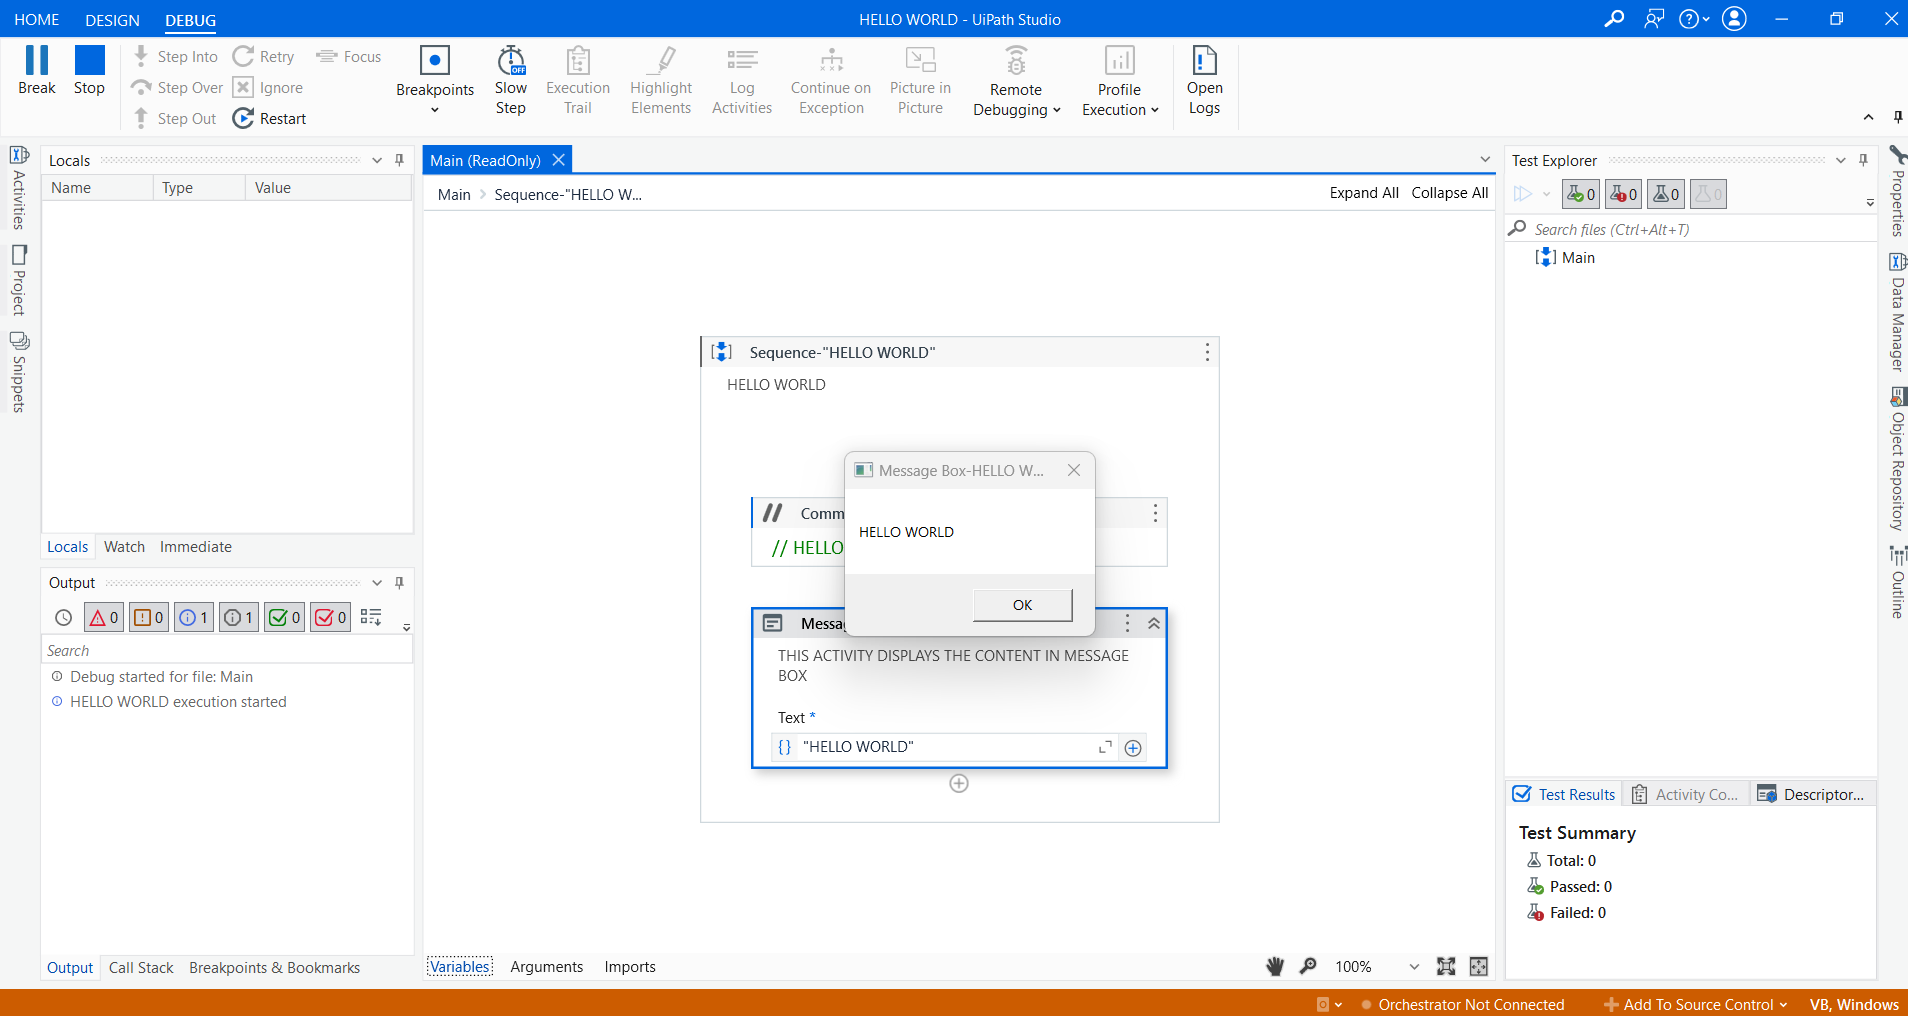 HOME DESIGN DEBUG
HELLO WORLD - UiPath Studio
Break Stop
Step Into
Step Over
Step Out
Retry
Ignore
Restart
Focus
Breakpoints
Slow Step
OFF
Execution Trail
Highlight Elements
Log Activities
Continue on Exception
Picture in Picture
Remote Debugging
Profile Execution
Open Logs
Activities
Project
Snippets
Locals
Name Type Value
Locals Watch Immediate
Output
0 0 1 1 0 0
Search
Debug started for file: Main
HELLO WORLD execution started
Output Call Stack Breakpoints & Bookmarks
Main (ReadOnly)
Main Sequence-"HELLO W...
Expand All Collapse All
Sequence-"HELLO WORLD"
HELLO WORLD
// Comm
// HELLO
Message Box-HELLO W...
HELLO WORLD
OK
Messa
THIS ACTIVITY DISPLAYS THE CONTENT IN MESSAGE
BOX
Text *
{} "HELLO WORLD"
Variables Arguments Imports
100%
Test Explorer
0 0 0 0
Search files (Ctrl+Alt+T)
Main
Test Results Activity Co... Descriptor...
Test Summary
Total: 0
Passed: 0
Failed: 0
Properties
Data Manager
Object Repository
Outline
Orchestrator Not Connected Add To Source Control VB, Windows